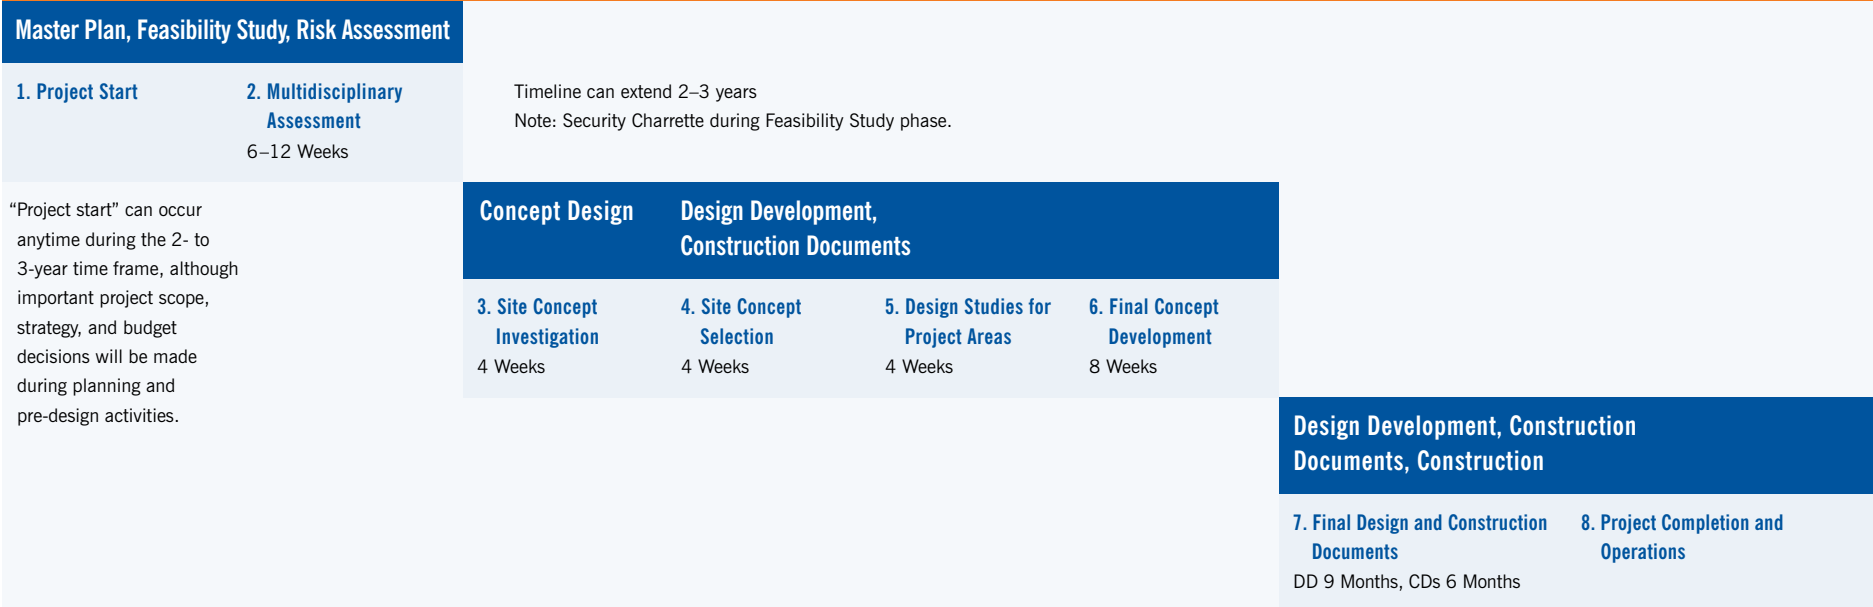 Master Plan, Feasibility Study, Risk Assessment
1. Project Start
2. Multidisciplinary
Assessment
6–12 Weeks
Timeline can extend 2–3 years
Note: Security Charrette during Feasibility Study phase.
“Project start” can occur
anytime during the 2- to
3-year time frame, although
important project scope,
strategy, and budget
decisions will be made
during planning and
pre-design activities.
Concept Design
Design Development,
Construction Documents
3. Site Concept
Investigation
4 Weeks
4. Site Concept
Selection
4 Weeks
5. Design Studies for
Project Areas
4 Weeks
6. Final Concept
Development
8 Weeks
Design Development, Construction
Documents, Construction
7. Final Design and Construction
Documents
DD 9 Months, CDs 6 Months
8. Project Completion and
Operations